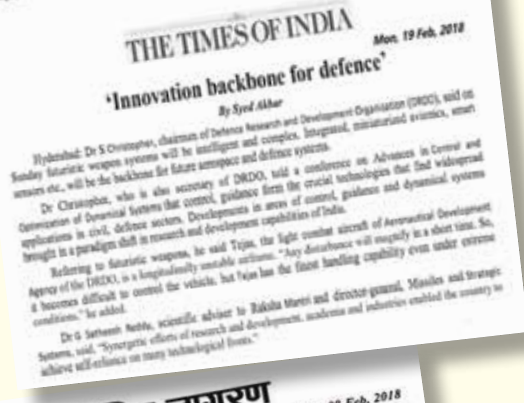 THE TIMES OF INDIA
Mon, 19 Feb, 2018
'Innovation backbone for defence'
By Syed Akbar
Hyderabad: Dr S Christopher, chairman of Defence Research and Development Organisation (DRDO), said on
Sunday futuristic weapon systems will be intelligent and complex. Integrated, miniaturized avionics, smart
sensors etc., will be the backbone for future aerospace and defence systems.
Dr Christopher, who is also secretary of DRDO, told a conference on Advances in Control and
Optimization of Dynamical Systems that control, guidance form the crucial technologies that find widespread
applications in civil, defence sectors. Developments in areas of control, guidance and dynamical systems
brought in a paradigm shift in research and development capabilities of India.
Referring to futuristic weapons, he said Tejas, the light combat aircraft of Aeronautical Development
Agency of the DRDO, is a longitudinally unstable airframe. "Any disturbance will magnify in a short time. So,
it becomes difficult to control the vehicle, but Tejas has the finest handling capability even under extreme
conditions," he added.
Dr G Satheesh Reddy, scientific adviser to Raksha Mantri and director-general, Missiles and Strategic
Systems, said, "Synergetic efforts of research and development, academia and industries enabled the country to
achieve self-reliance on many technological fronts."
जागरण
Feb, 2018